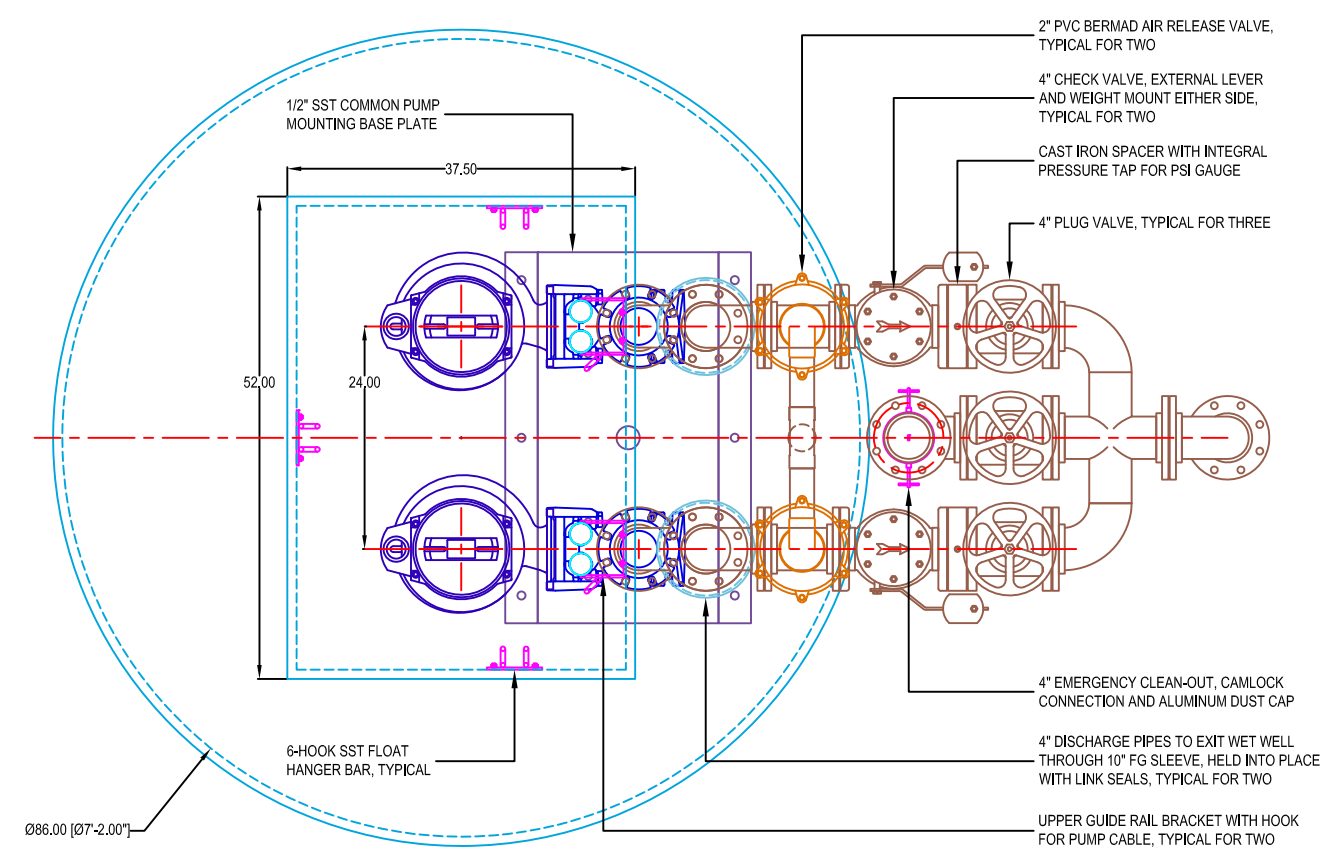 2" PVC BERMAD AIR RELEASE VALVE,
TYPICAL FOR TWO
4" CHECK VALVE, EXTERNAL LEVER
AND WEIGHT MOUNT EITHER SIDE,
TYPICAL FOR TWO
1/2" SST COMMON PUMP
MOUNTING BASE PLATE
CAST IRON SPACER WITH INTEGRAL
PRESSURE TAP FOR PSI GAUGE
37.50
4" PLUG VALVE, TYPICAL FOR THREE
52.00
24.00
4" EMERGENCY CLEAN-OUT, CAMLOCK
CONNECTION AND ALUMINUM DUST CAP
6-HOOK SST FLOAT
HANGER BAR, TYPICAL
4" DISCHARGE PIPES TO EXIT WET WELL
THROUGH 10" FG SLEEVE, HELD INTO PLACE
WITH LINK SEALS, TYPICAL FOR TWO
Ø86.00 [Ø7'-2.00"]
UPPER GUIDE RAIL BRACKET WITH HOOK
FOR PUMP CABLE, TYPICAL FOR TWO